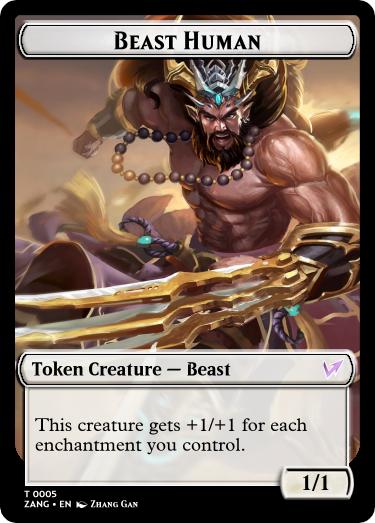 Beast Human
Token Creature — Beast
This creature gets +1/+1 for each
enchantment you control.
1/1
T 0005
ZANG • EN Zhang Gan